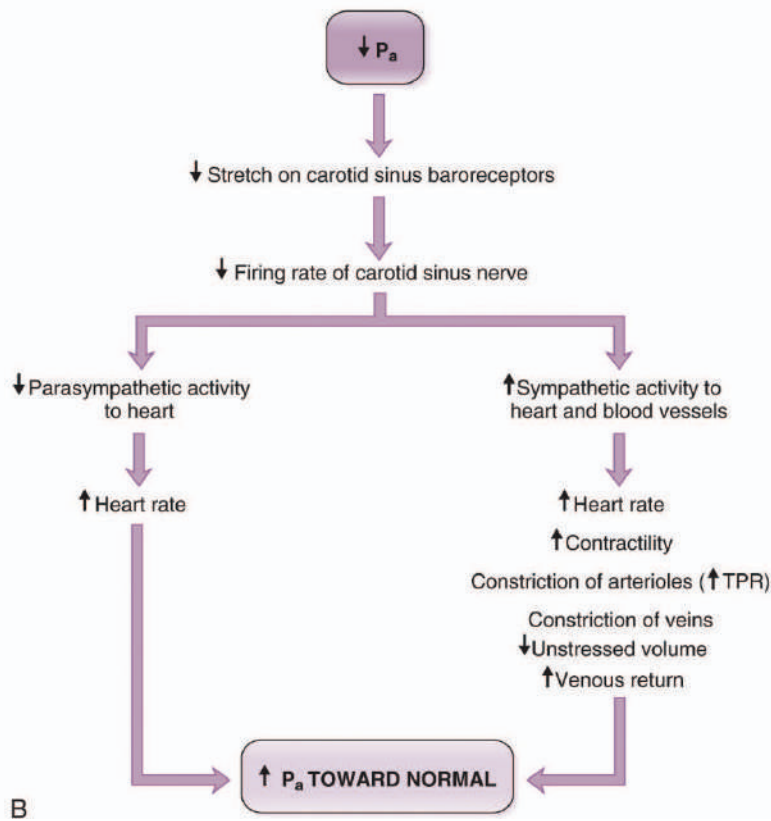 ↓ Pa
↓ Stretch on carotid sinus baroreceptors
↓ Firing rate of carotid sinus nerve
↓ Parasympathetic activity
to heart
↑ Heart rate
↑ Sympathetic activity to
heart and blood vessels
↑ Heart rate
↑ Contractility
Constriction of arterioles (↑ TPR)
Constriction of veins
↓ Unstressed volume
↑ Venous return
↑ Pa TOWARD NORMAL
B